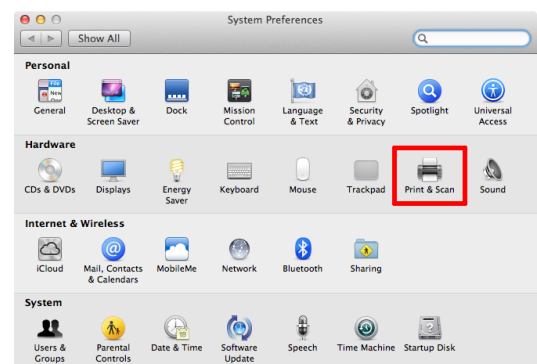 System Preferences
Show All
Personal
General
Desktop &
Screen Saver
Dock
Mission
Control
Language
& Text
Security
& Privacy
Spotlight
Universal
Access
Hardware
CDs & DVDs
Displays
Energy
Saver
Keyboard
Mouse
Trackpad
Print & Scan
Sound
Internet & Wireless
iCloud
Mail, Contacts
& Calendars
MobileMe
Network
Bluetooth
Sharing
System
Users &
Groups
Parental
Controls
Date & Time
Software
Update
Speech
Time Machine
Startup Disk